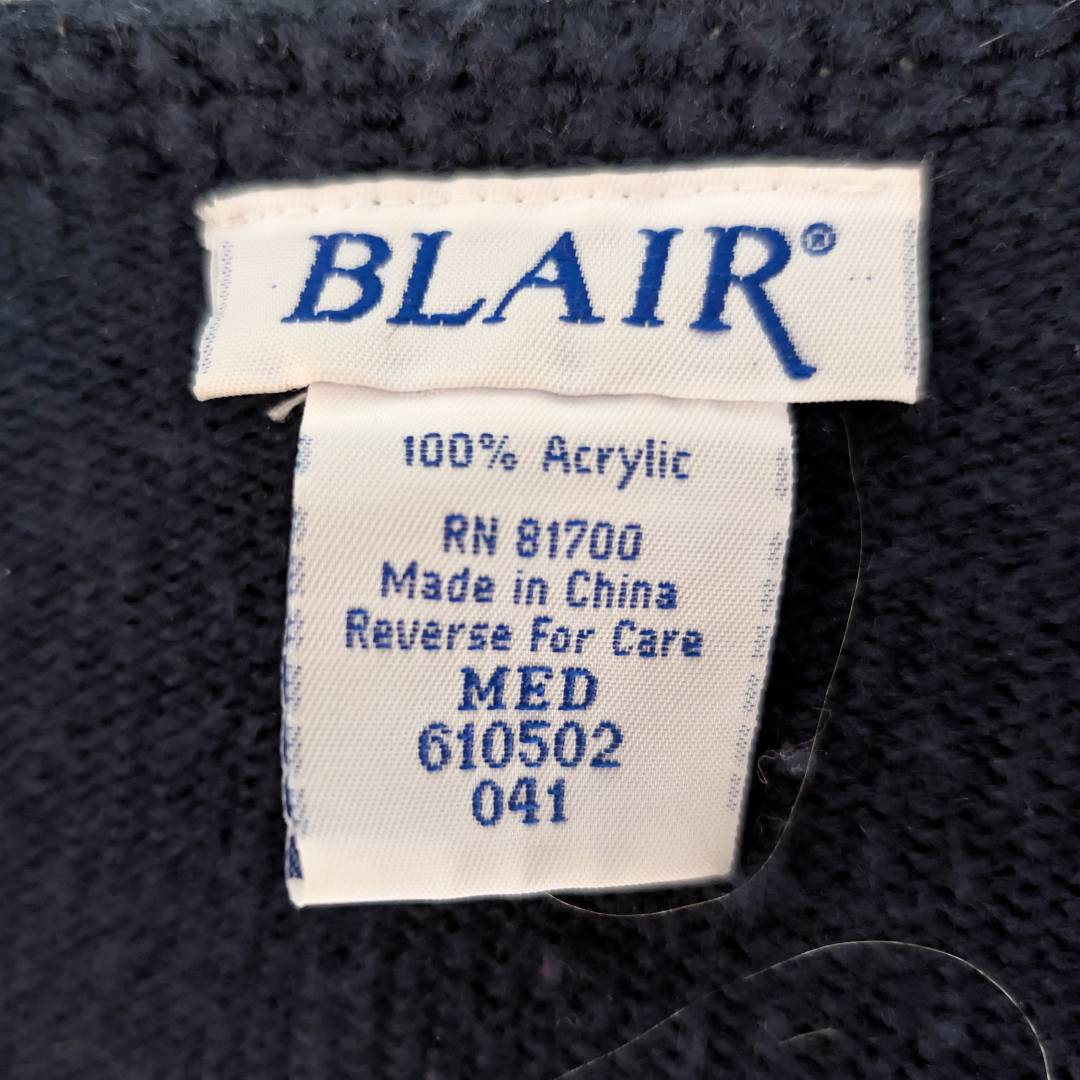 BLAIR®
100% Acrylic
RN 81700
Made in China
Reverse For Care
MED
610502
041